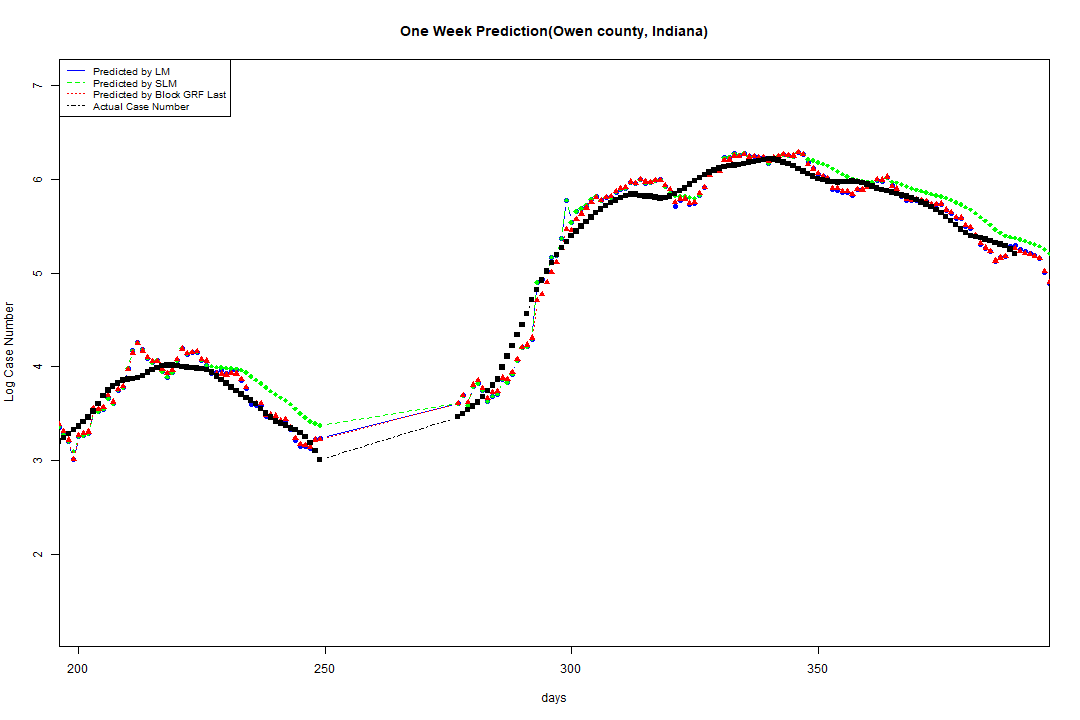 One Week Prediction(Owen county, Indiana)
Predicted by LM
Predicted by SLM
Predicted by Block GRF Last
Actual Case Number
7
6
5
4
3
2
Log Case Number
200 250 300 350
days